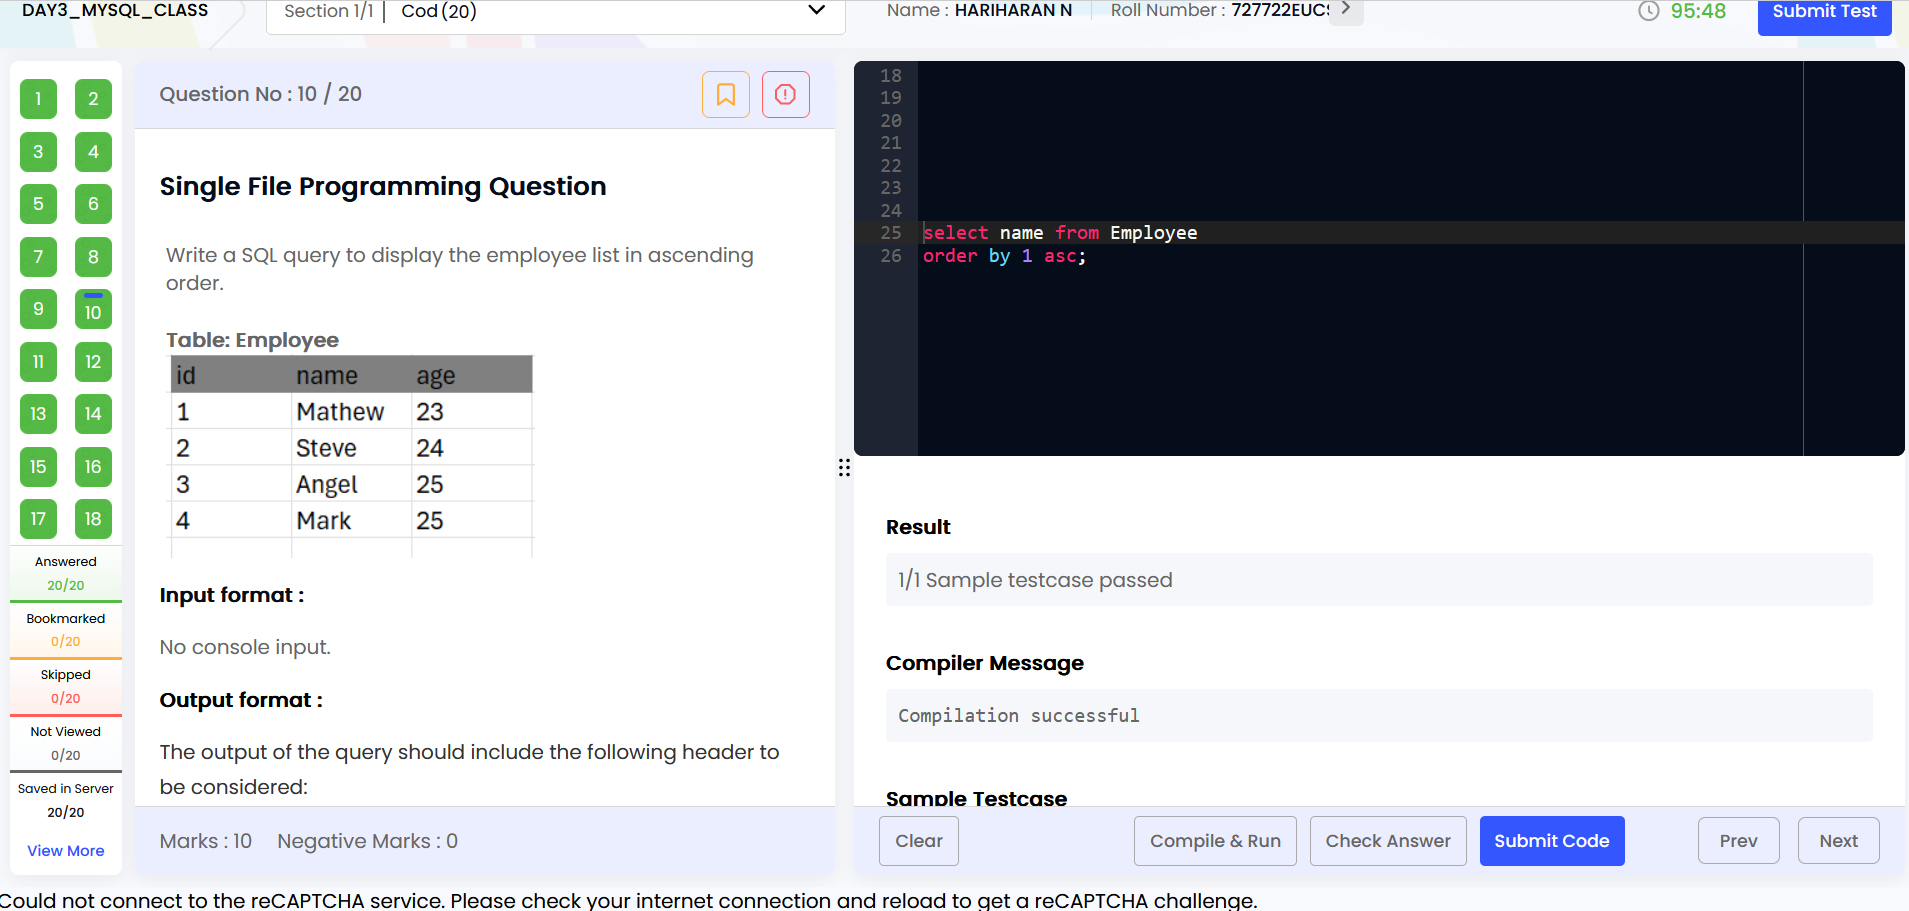 DAY3_MYSQL_CLASS
Section 1/1 | Cod (20)
Name : HARIHARAN N
Roll Number : 727722EUCS
95:48
Submit Test
1 2
3 4
5 6
7 8
9 10
11 12
13 14
15 16
17 18
Answered
20/20
Bookmarked
0/20
Skipped
0/20
Not Viewed
0/20
Saved in Server
20/20
View More
Question No : 10 / 20
Single File Programming Question
Write a SQL query to display the employee list in ascending
order.
Table: Employee
id name age
1 Mathew 23
2 Steve 24
3 Angel 25
4 Mark 25
Input format :
No console input.
Output format :
The output of the query should include the following header to
be considered:
Marks : 10 Negative Marks : 0
18
19
20
21
22
23
24
25 select name from Employee
26 order by 1 asc;
Result
1/1 Sample testcase passed
Compiler Message
Compilation successful
Sample Testcase
Clear
Compile & Run
Check Answer
Submit Code
Prev
Next
Could not connect to the reCAPTCHA service. Please check your internet connection and reload to get a reCAPTCHA challenge.